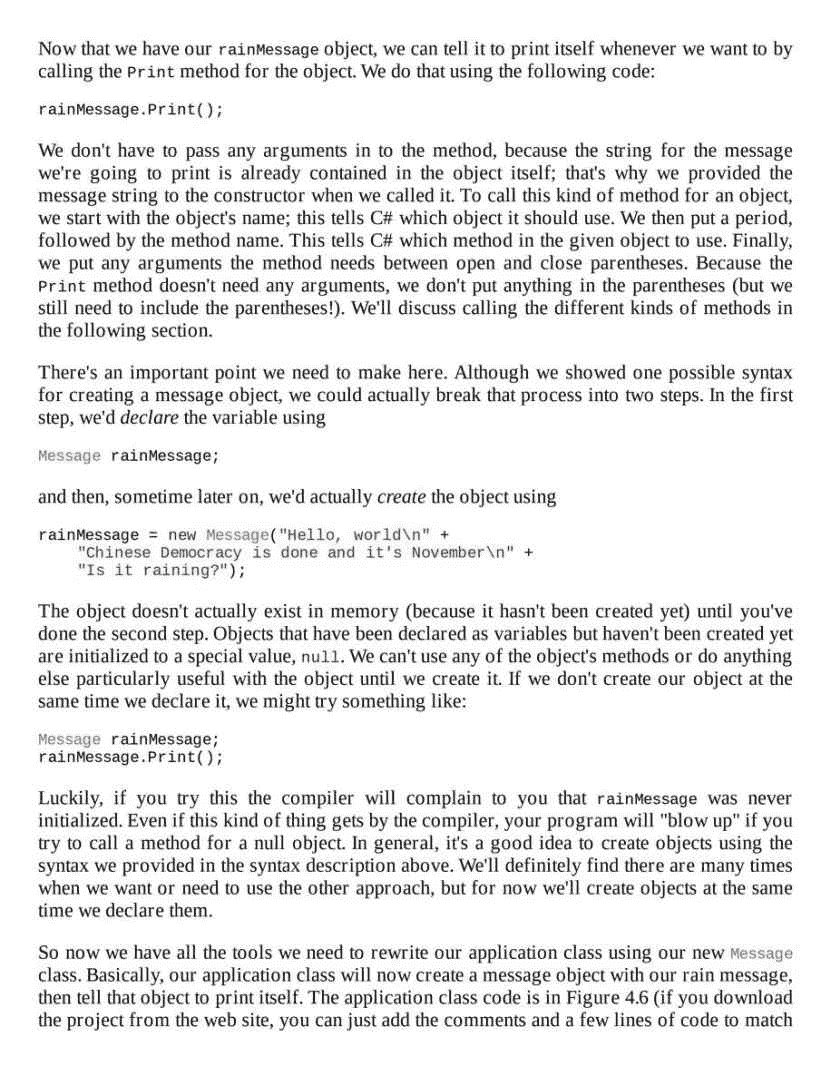 Now that we have our rainMessage object, we can tell it to print itself whenever we want to by
calling the Print method for the object. We do that using the following code:
rainMessage.Print();
We don't have to pass any arguments in to the method, because the string for the message
we're going to print is already contained in the object itself; that's why we provided the
message string to the constructor when we called it. To call this kind of method for an object,
we start with the object's name; this tells C# which object it should use. We then put a period,
followed by the method name. This tells C# which method in the given object to use. Finally,
we put any arguments the method needs between open and close parentheses. Because the
Print method doesn't need any arguments, we don't put anything in the parentheses (but we
still need to include the parentheses!). We'll discuss calling the different kinds of methods in
the following section.
There's an important point we need to make here. Although we showed one possible syntax
for creating a message object, we could actually break that process into two steps. In the first
step, we'd declare the variable using
Message rainMessage;
and then, sometime later on, we'd actually create the object using
rainMessage = new Message("Hello, world\n" +
"Chinese Democracy is done and it's November\n" +
"Is it raining?");
The object doesn't actually exist in memory (because it hasn't been created yet) until you've
done the second step. Objects that have been declared as variables but haven't been created yet
are initialized to a special value, null. We can't use any of the object's methods or do anything
else particularly useful with the object until we create it. If we don't create our object at the
same time we declare it, we might try something like:
Message rainMessage;
rainMessage.Print();
Luckily, if you try this the compiler will complain to you that rainMessage was never
initialized. Even if this kind of thing gets by the compiler, your program will "blow up" if you
try to call a method for a null object. In general, it's a good idea to create objects using the
syntax we provided in the syntax description above. We'll definitely find there are many times
when we want or need to use the other approach, but for now we'll create objects at the same
time we declare them.
So now we have all the tools we need to rewrite our application class using our new Message
class. Basically, our application class will now create a message object with our rain message,
then tell that object to print itself. The application class code is in Figure 4.6 (if you download
the project from the web site, you can just add the comments and a few lines of code to match